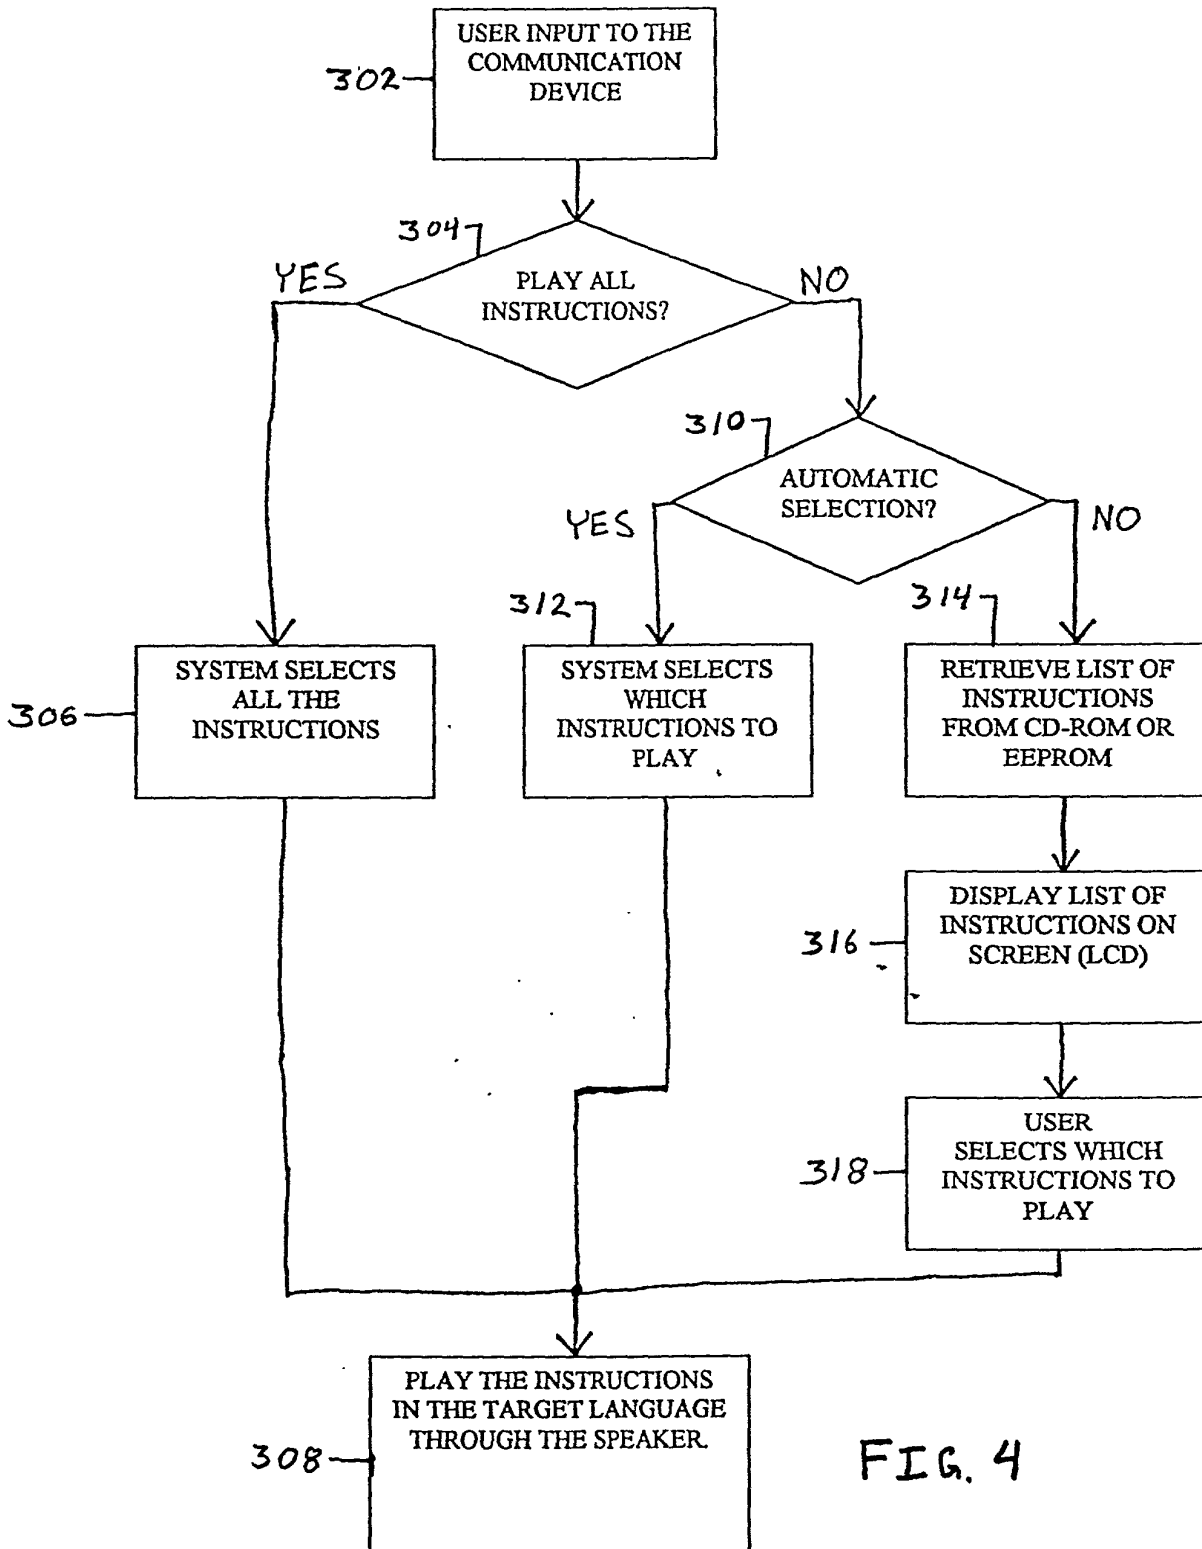 USER INPUT TO THE
COMMUNICATION
DEVICE
302
304
YES
PLAY ALL
INSTRUCTIONS?
NO
310
AUTOMATIC
SELECTION?
YES
NO
312
314
306
SYSTEM SELECTS
ALL THE
INSTRUCTIONS
SYSTEM SELECTS
WHICH
INSTRUCTIONS TO
PLAY
RETRIEVE LIST OF
INSTRUCTIONS
FROM CD-ROM OR
EEPROM
316
DISPLAY LIST OF
INSTRUCTIONS ON
SCREEN (LCD)
318
USER
SELECTS WHICH
INSTRUCTIONS TO
PLAY
308
PLAY THE INSTRUCTIONS
IN THE TARGET LANGUAGE
THROUGH THE SPEAKER.
FIG. 4